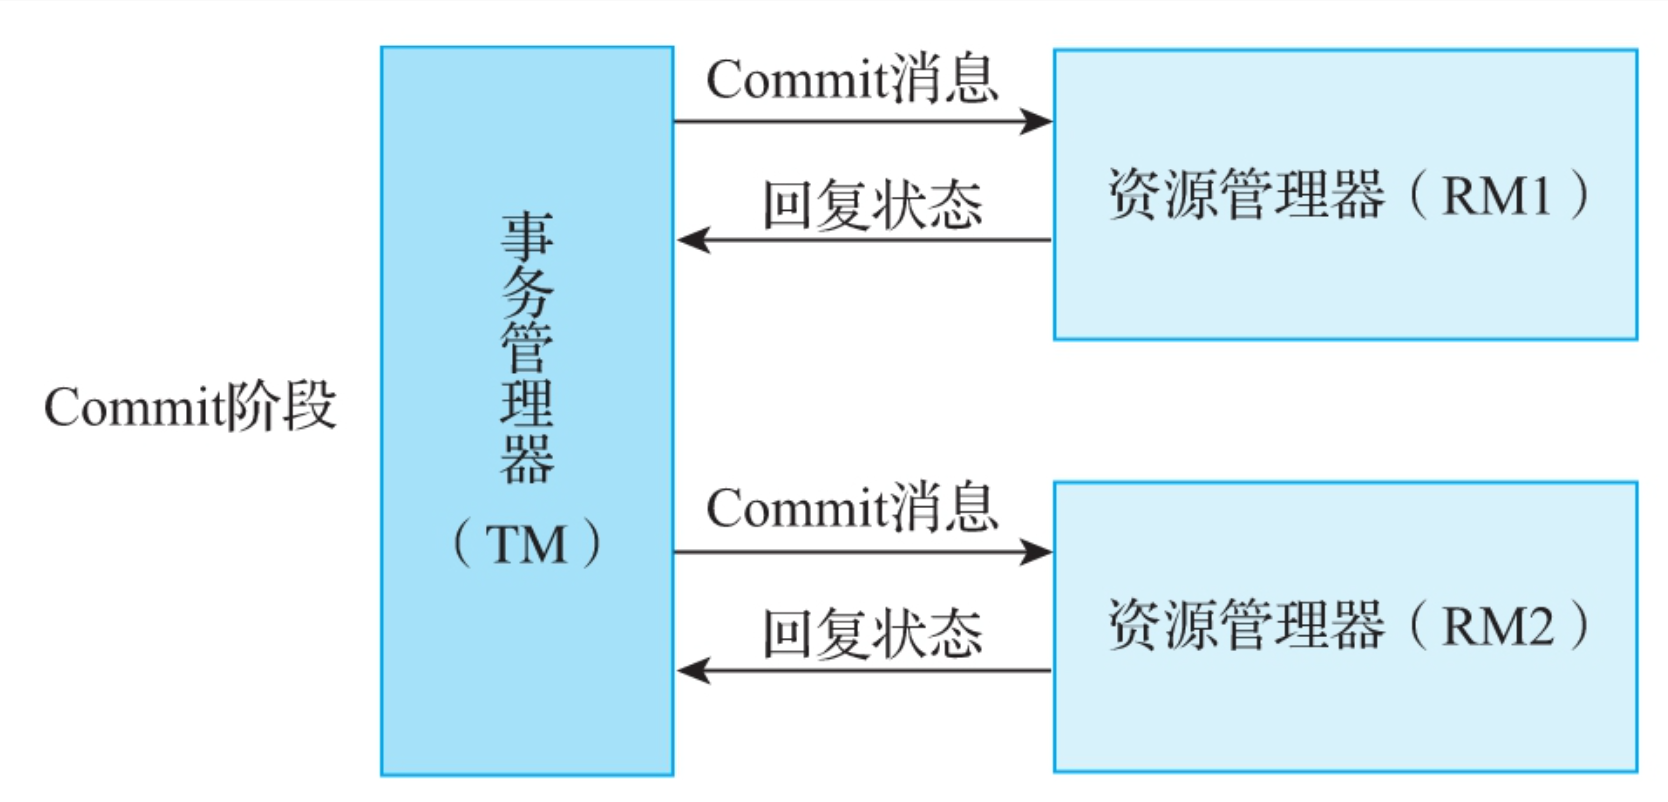 Commit阶段
事务管理器
（TM）
Commit消息
回复状态
资源管理器（RM1）
Commit消息
回复状态
资源管理器（RM2）